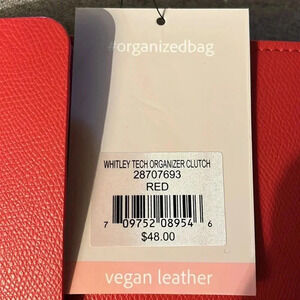 #organizedbag
WHITLEY TECH ORGANIZER CLUTCH
28707693
RED
7 09752 08954 6
$48.00
vegan leather